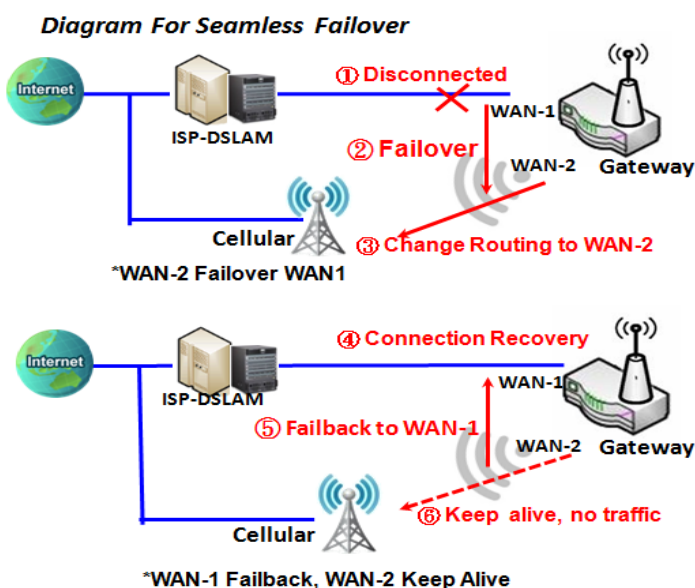 Diagram For Seamless Failover
Internet
ISP-DSLAM
① Disconnected
WAN-1
② Failover
WAN-2
Gateway
Cellular
③ Change Routing to WAN-2
*WAN-2 Failover WAN1
④ Connection Recovery
Internet
ISP-DSLAM
WAN-1
⑤ Failback to WAN-1
WAN-2
Gateway
⑥ Keep alive, no traffic
Cellular
*WAN-1 Failback, WAN-2 Keep Alive